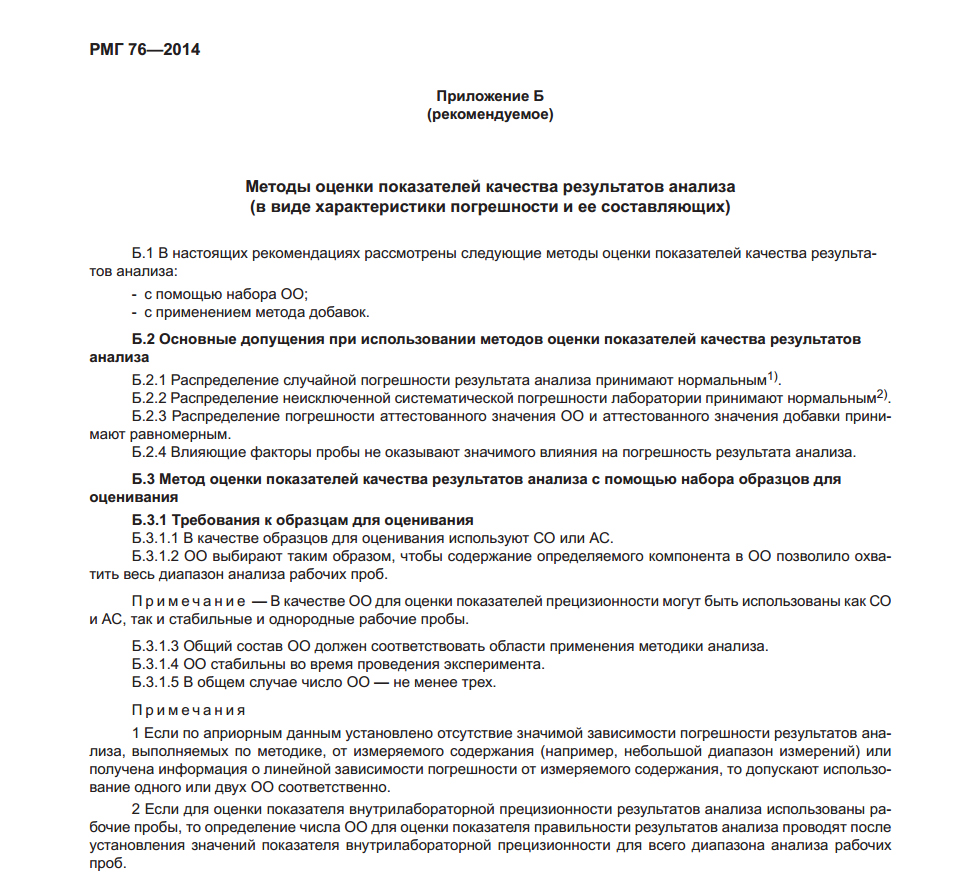 РМГ 76—2014
Приложение Б
(рекомендуемое)
Методы оценки показателей качества результатов анализа
(в виде характеристики погрешности и ее составляющих)
Б.1 В настоящих рекомендациях рассмотрены следующие методы оценки показателей качества результа-
тов анализа:
- с помощью набора ОО;
- с применением метода добавок.
Б.2 Основные допущения при использовании методов оценки показателей качества результатов
анализа
Б.2.1 Распределение случайной погрешности результата анализа принимают нормальным1).
Б.2.2 Распределение неисключенной систематической погрешности лаборатории принимают нормальным2).
Б.2.3 Распределение погрешности аттестованного значения ОО и аттестованного значения добавки прини-
мают равномерным.
Б.2.4 Влияющие факторы пробы не оказывают значимого влияния на погрешность результата анализа.
Б.3 Метод оценки показателей качества результатов анализа с помощью набора образцов для
оценивания
Б.3.1 Требования к образцам для оценивания
Б.3.1.1 В качестве образцов для оценивания используют СО или АС.
Б.3.1.2 ОО выбирают таким образом, чтобы содержание определяемого компонента в ОО позволило охва-
тить весь диапазон анализа рабочих проб.
Примечание — В качестве ОО для оценки показателей прецизионности могут быть использованы как СО
и АС, так и стабильные и однородные рабочие пробы.
Б.3.1.3 Общий состав ОО должен соответствовать области применения методики анализа.
Б.3.1.4 ОО стабильны во время проведения эксперимента.
Б.3.1.5 В общем случае число ОО — не менее трех.
Примечания
1 Если по априорным данным установлено отсутствие значимой зависимости погрешности результатов ана-
лиза, выполняемых по методике, от измеряемого содержания (например, небольшой диапазон измерений) или
получена информация о линейной зависимости погрешности от измеряемого содержания, то допускают использо-
вание одного или двух ОО соответственно.
2 Если для оценки показателя внутрилабораторной прецизионности результатов анализа использованы ра-
бочие пробы, то определение числа ОО для оценки показателя правильности результатов анализа проводят после
установления значений показателя внутрилабораторной прецизионности для всего диапазона анализа рабочих
проб.